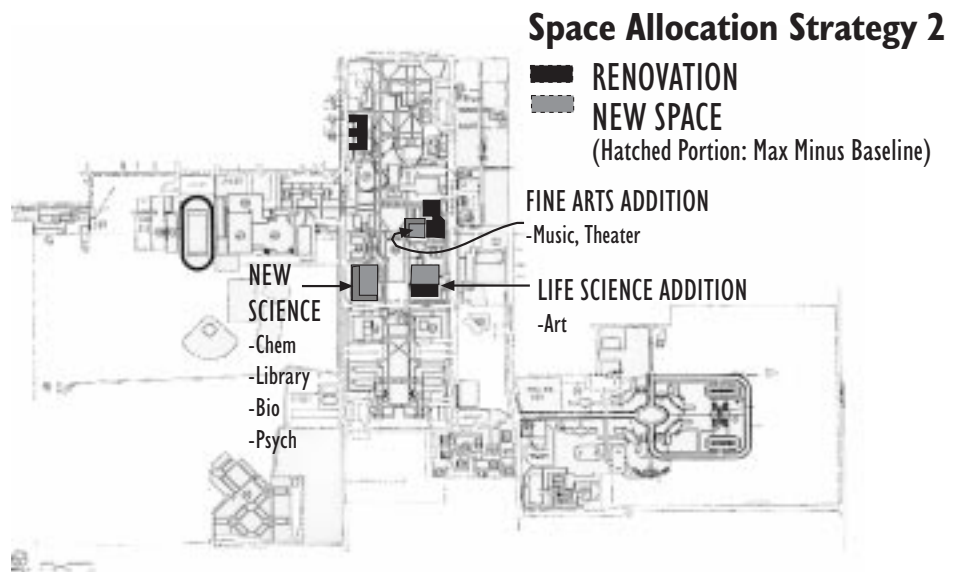 Space Allocation Strategy 2
RENOVATION
NEW SPACE
(Hatched Portion: Max Minus Baseline)
FINE ARTS ADDITION
-Music, Theater
NEW
SCIENCE
-Chem
-Library
-Bio
-Psych
LIFE SCIENCE ADDITION
-Art